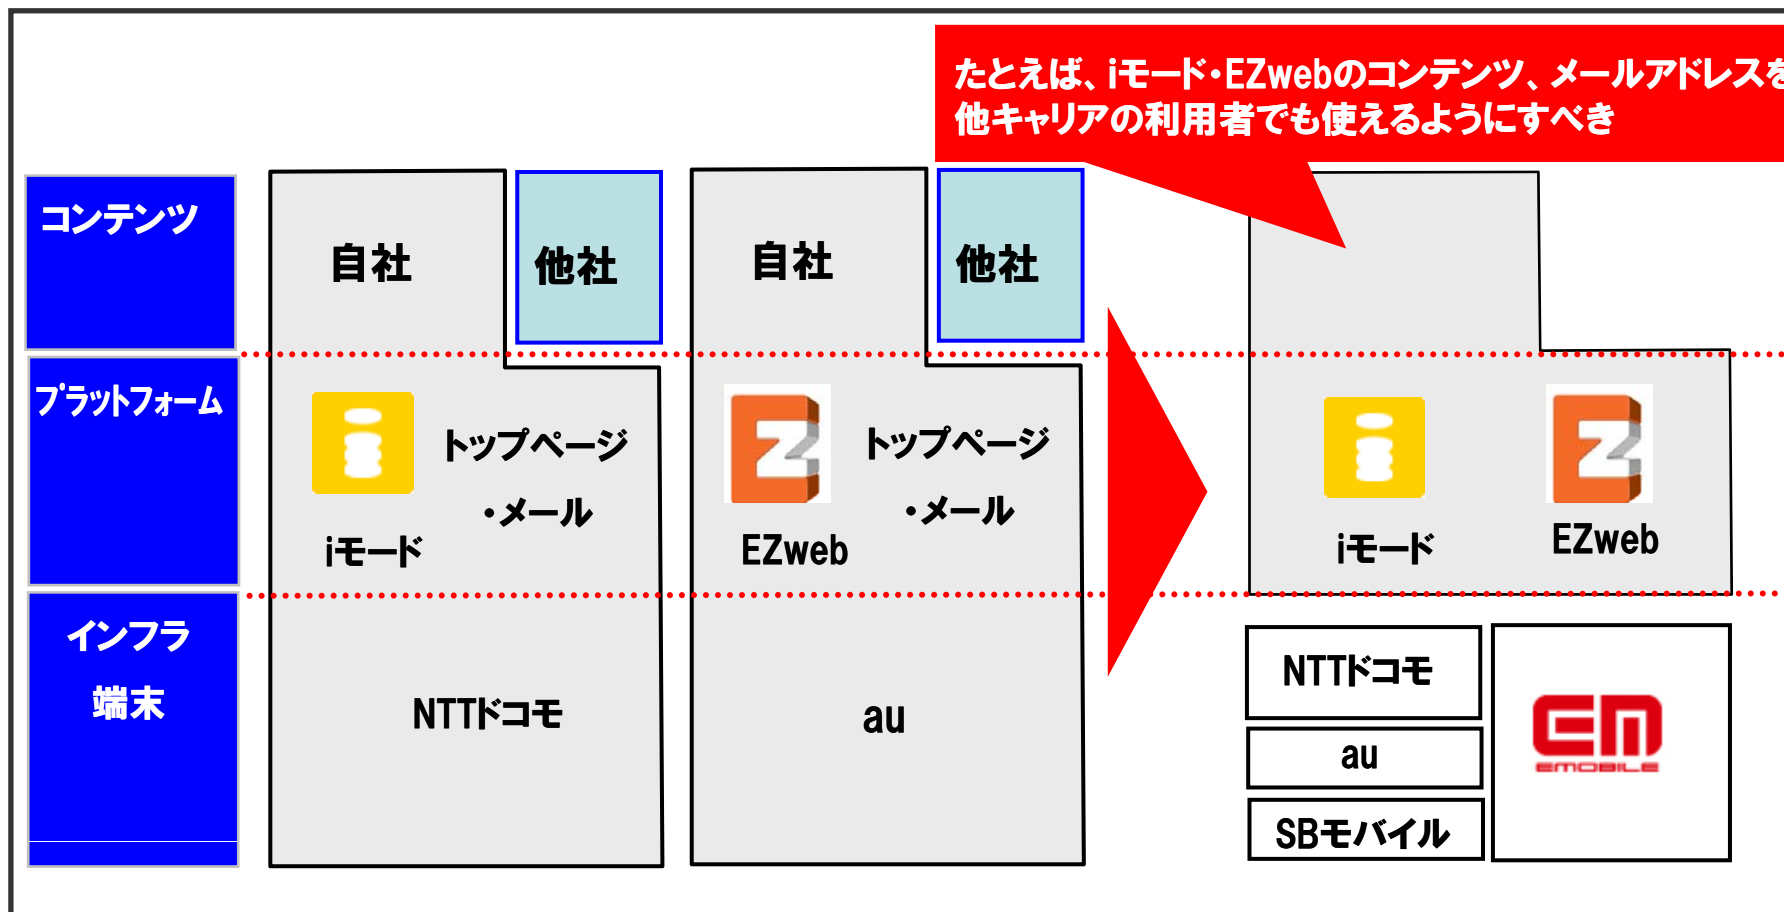 たとえば、iモード・EZwebのコンテンツ、メールアドレスを
他キャリアの利用者でも使えるようにすべき
コンテンツ
自社
他社
自社
他社
プラットフォーム
トップページ
・メール
iモード
トップページ
・メール
EZweb
iモード
EZweb
インフラ
端末
NTTドコモ
au
NTTドコモ
au
SBモバイル
EM
EMOBILE